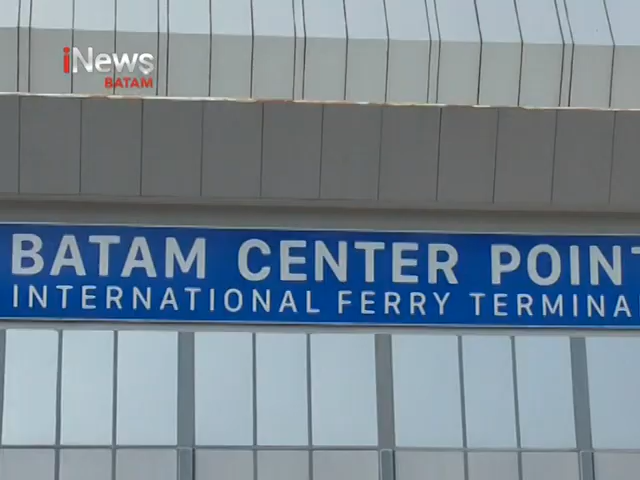 iNews
BATAM
BATAM CENTER POINT
INTERNATIONAL FERRY TERMINA